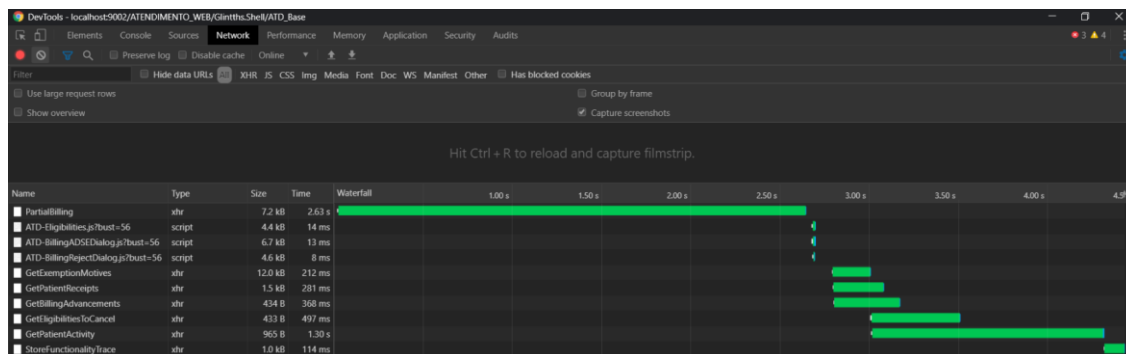 DevTools - localhost:9002/ATENDIMENTO_WEB/Glintths.Shell/ATD_Base
Elements Console Sources Network Performance Memory Application Security Audits 3 4
Preserve log Disable cache Online
Filter Hide data URLs All XHR JS CSS Img Media Font Doc WS Manifest Other Has blocked cookies
Use large request rows Group by frame
Show overview Capture screenshots
Hit Ctrl + R to reload and capture filmstrip.
Name Type Size Time Waterfall 1.00 s 1.50 s 2.00 s 2.50 s 3.00 s 3.50 s 4.00 s 4.5
PartialBilling xhr 7.2 kB 2.63 s
ATD-Eligibilities.js?bust=56 script 4.4 kB 14 ms
ATD-BillingADSEDialog.js?bust=56 script 6.7 kB 13 ms
ATD-BillingRejectDialog.js?bust=56 script 4.6 kB 8 ms
GetExemptionMotives xhr 12.0 kB 212 ms
GetPatientReceipts xhr 1.5 kB 281 ms
GetBillingAdvancements xhr 434 B 368 ms
GetEligibilitiesToCancel xhr 433 B 497 ms
GetPatientActivity xhr 965 B 1.30 s
StoreFunctionalityTrace xhr 1.0 kB 114 ms